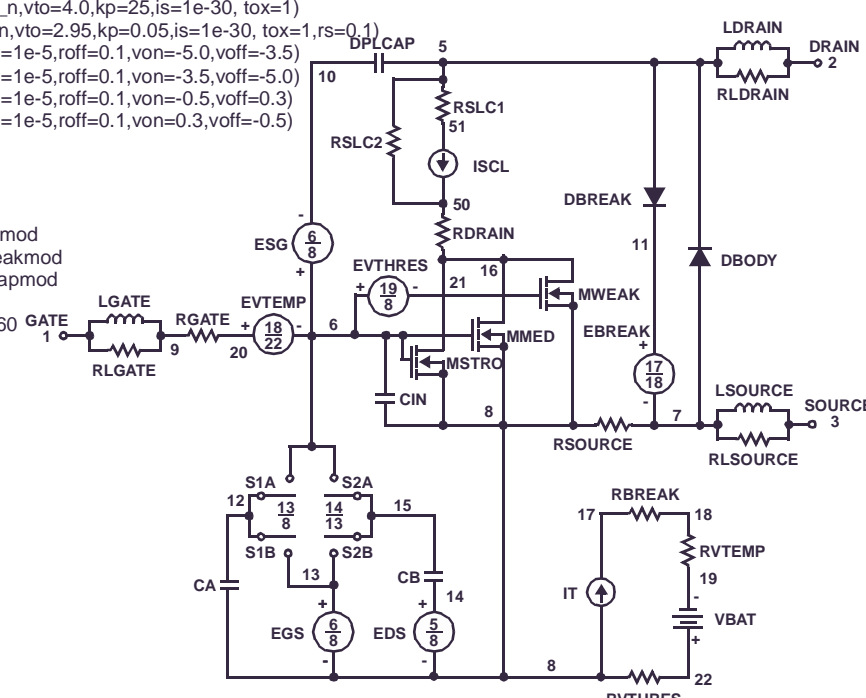 _n,vto=4.0,kp=25,is=1e-30, tox=1)
n,vto=2.95,kp=0.05,is=1e-30, tox=1,rs=0.1)
=1e-5,roff=0.1,von=-5.0,voff=-3.5)
=1e-5,roff=0.1,von=-3.5,voff=-5.0)
=1e-5,roff=0.1,von=-0.5,voff=0.3)
=1e-5,roff=0.1,von=0.3,voff=-0.5)
DPLCAP
5
LDRAIN
DRAIN
2
10
RLDRAIN
RSLC1
51
RSLC2
ISCL
50
DBREAK
RDRAIN
mod
eakmod
apmod
60
-
ESG
6
8
+
11
DBODY
EVTHRES
+ 19 -
8
21
16
MWEAK
LGATE
GATE
1
RLGATE
9
RGATE
20
EVTEMP
+ 18 -
22
6
MMED
MSTRO
EBREAK
+
17
18
-
CIN
8
LSOURCE
SOURCE
3
7
RSOURCE
RLSOURCE
S1A
S2A
12
13
8
14
13
15
S1B
S2B
13
CA
CB
14
+
EGS
6
8
-
+
EDS
5
8
-
RBREAK
17
18
RVTEMP
19
IT
-
VBAT
+
8
22
RVTHRES